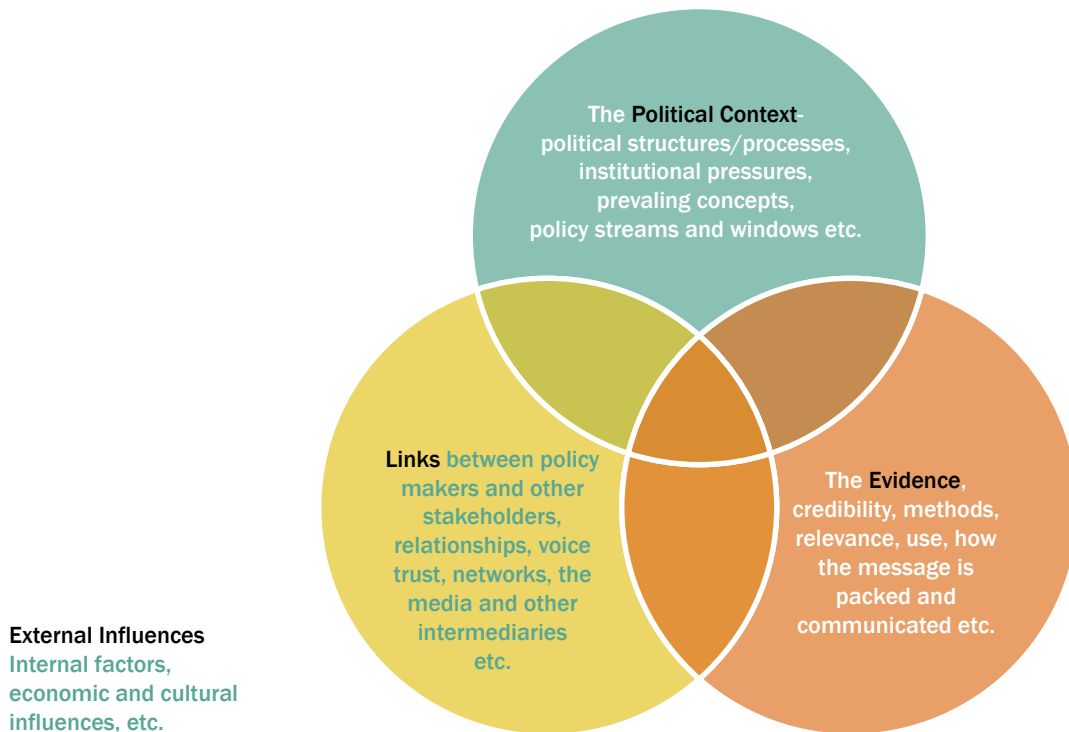 The Political Context-
political structures/processes,
institutional pressures,
prevaling concepts,
policy streams and windows etc.
Links between policy
makers and other
stakeholders,
relationships, voice
trust, networks, the
media and other
intermediaries
etc.
The Evidence,
credibility, methods,
relevance, use, how
the message is
packed and
communicated etc.
External Influences
Internal factors,
economic and cultural
influences, etc.